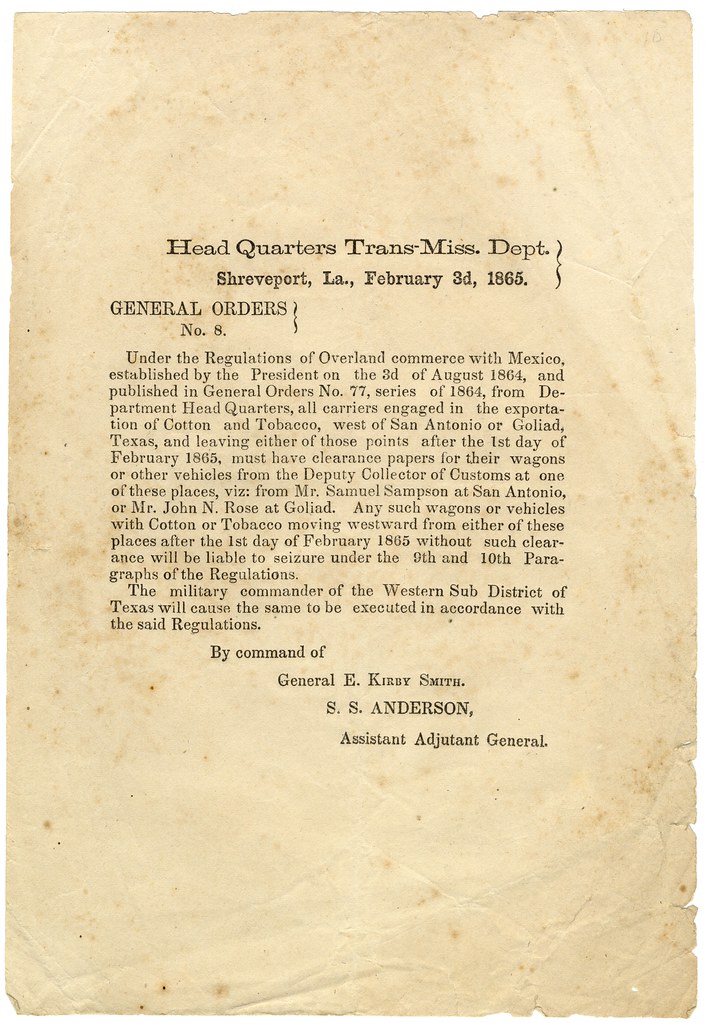 Head Quarters Trans-Miss. Dept. }
Shreveport, La., February 3d, 1865.
GENERAL ORDERS }
No. 8.
Under the Regulations of Overland commerce with Mexico,
established by the President on the 3d of August 1864, and
published in General Orders No. 77, series of 1864, from De-
partment Head Quarters, all carriers engaged in the exporta-
tion of Cotton and Tobacco, west of San Antonio or Goliad,
Texas, and leaving either of those points after the 1st day of
February 1865, must have clearance papers for their wagons
or other vehicles from the Deputy Collector of Customs at one
of these places, viz: from Mr. Samuel Sampson at San Antonio,
or Mr. John N. Rose at Goliad. Any such wagons or vehicles
with Cotton or Tobacco moving westward from either of these
places after the 1st day of February 1865 without such clear-
ance will be liable to seizure under the 9th and 10th Para-
graphs of the Regulations.
The military commander of the Western Sub District of
Texas will cause the same to be executed in accordance with
the said Regulations.
By command of
General E. Kirby Smith.
S. S. ANDERSON,
Assistant Adjutant General.